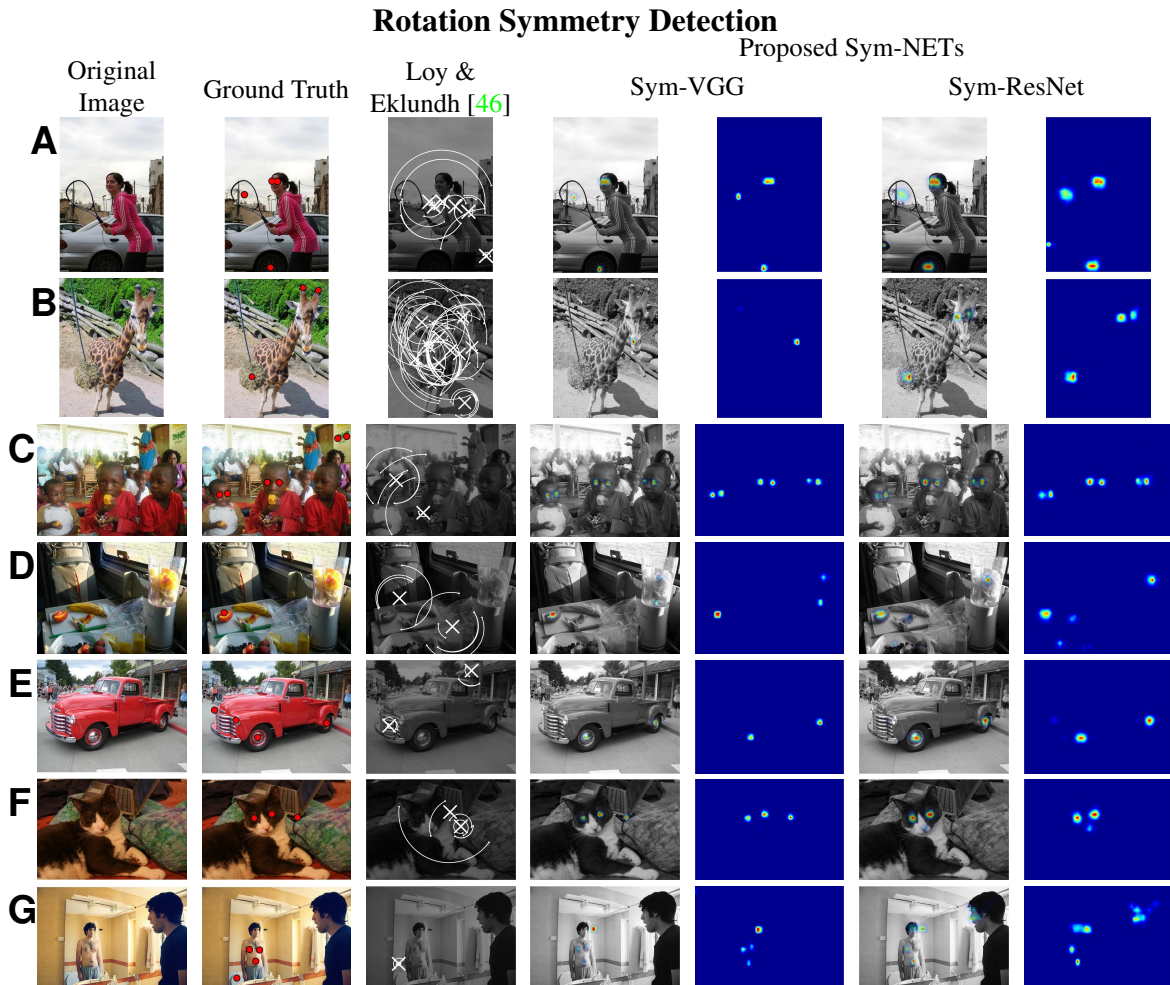 Rotation Symmetry Detection
Proposed Sym-NETs
Original
Image
Ground Truth
Loy &
Eklundh [46]
Sym-VGG
Sym-ResNet
A
B
C
D
E
F
G